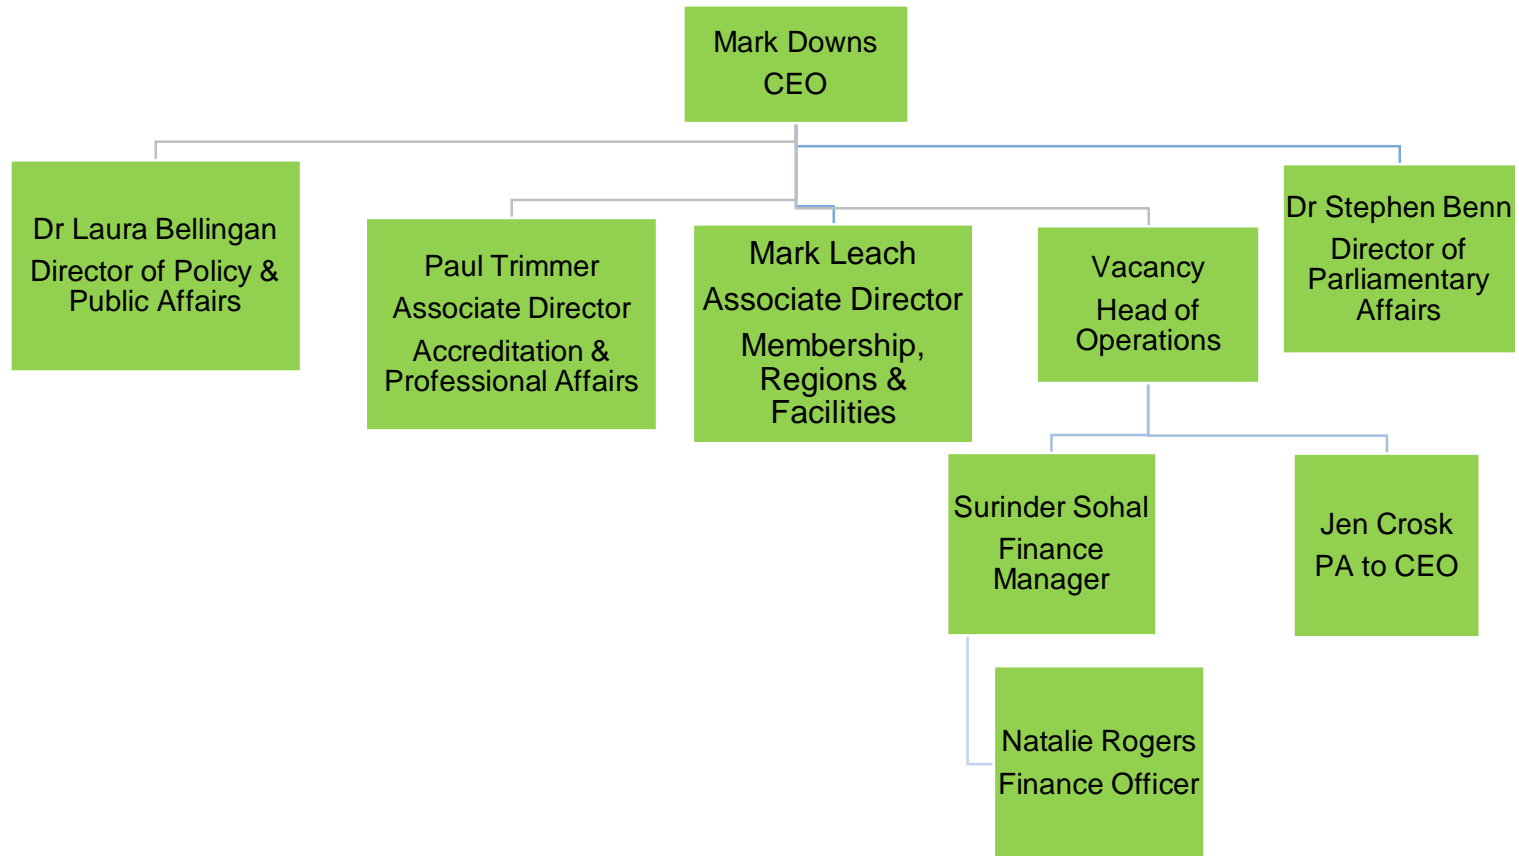 Mark Downs
CEO
Dr Laura Bellingan
Director of Policy &
Public Affairs
Paul Trimmer
Associate Director
Accreditation &
Professional Affairs
Mark Leach
Associate Director
Membership,
Regions &
Facilities
Vacancy
Head of
Operations
Dr Stephen Benn
Director of
Parliamentary
Affairs
Surinder Sohal
Finance
Manager
Jen Crosk
PA to CEO
Natalie Rogers
Finance Officer